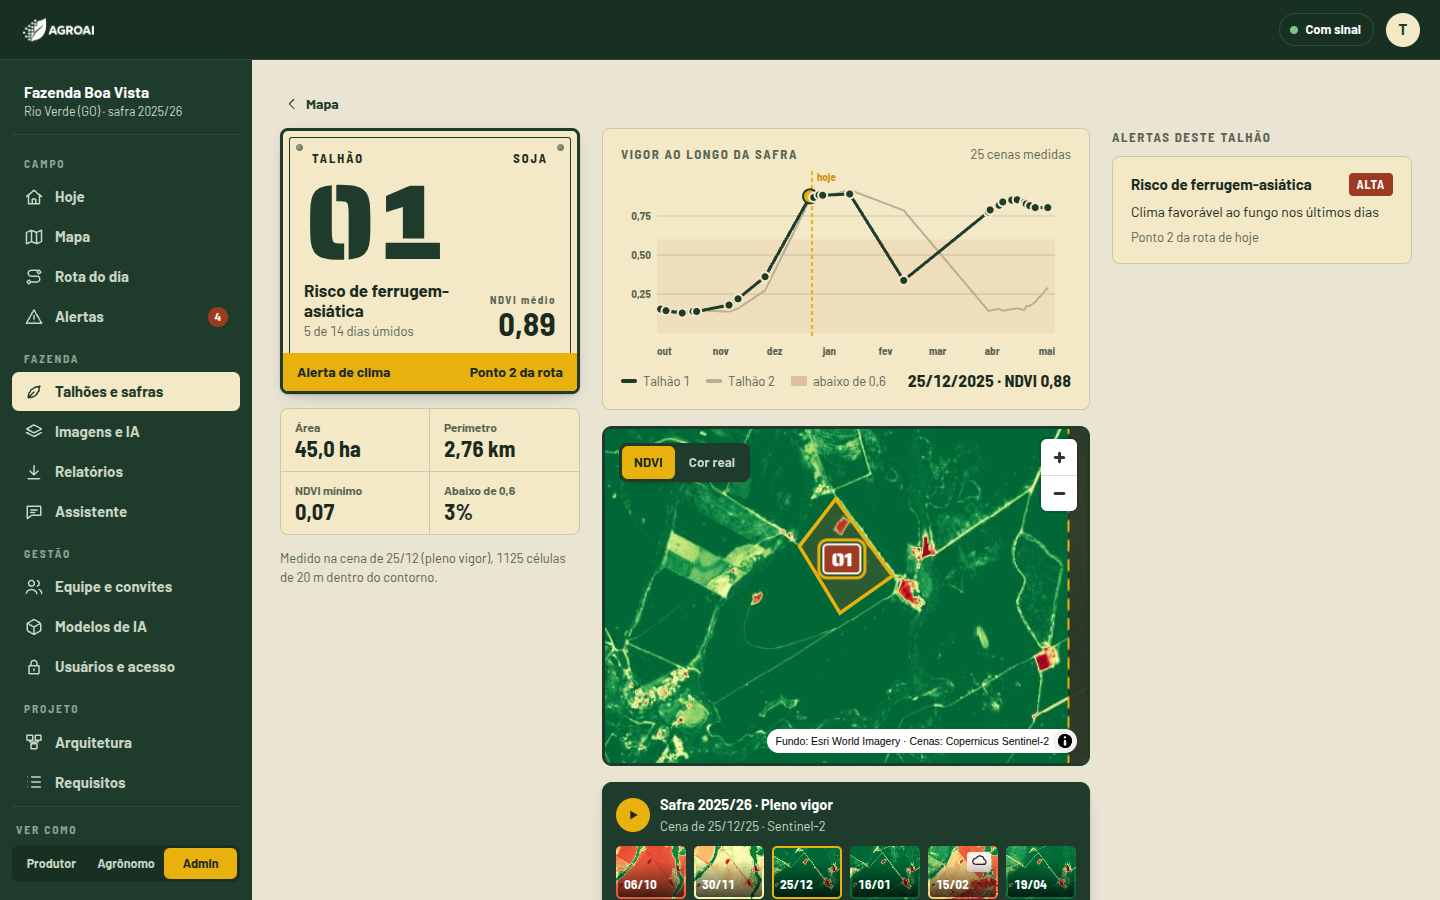 AGROAI
Com sinal
T
Fazenda Boa Vista
Rio Verde (GO) · safra 2025/26
CAMPO
Hoje
Mapa
Rota do dia
Alertas
4
FAZENDA
Talhões e safras
Imagens e IA
Relatórios
Assistente
GESTÃO
Equipe e convites
Modelos de IA
Usuários e acesso
PROJETO
Arquitetura
Requisitos
VER COMO
Produtor Agrônomo Admin
Mapa
TALHÃO SOJA
01
Risco de ferrugem-
asiática
5 de 14 dias úmidos
NDVI médio
0,89
Alerta de clima Ponto 2 da rota
Área
45,0 ha
Perímetro
2,76 km
NDVI mínimo
0,07
Abaixo de 0,6
3%
Medido na cena de 25/12 (pleno vigor), 1125 células
de 20 m dentro do contorno.
VIGOR AO LONGO DA SAFRA 25 cenas medidas
hoje
0,75
0,50
0,25
out nov dez jan fev mar abr mai
Talhão 1 Talhão 2 abaixo de 0,6 25/12/2025 · NDVI 0,88
NDVI Cor real
+
−
01
Fundo: Esri World Imagery · Cenas: Copernicus Sentinel-2
Safra 2025/26 · Pleno vigor
Cena de 25/12/25 · Sentinel-2
06/10 30/11 25/12 16/01 15/02 19/04
ALERTAS DESTE TALHÃO
Risco de ferrugem-asiática ALTA
Clima favorável ao fungo nos últimos dias
Ponto 2 da rota de hoje